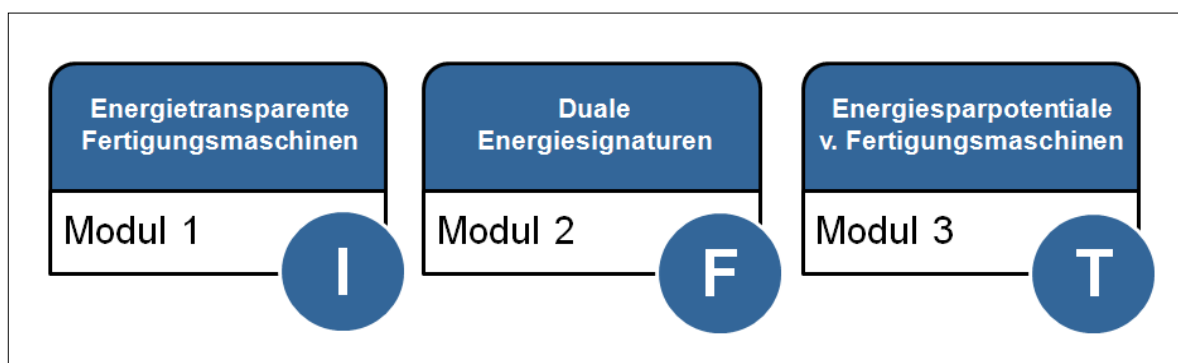 Energietransparente
Fertigungsmaschinen
Modul 1
I
Duale
Energiesignaturen
Modul 2
F
Energiesparpotentiale
v. Fertigungsmaschinen
Modul 3
T